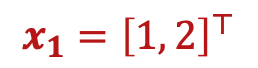 x₁ = [1, 2]ᵀ